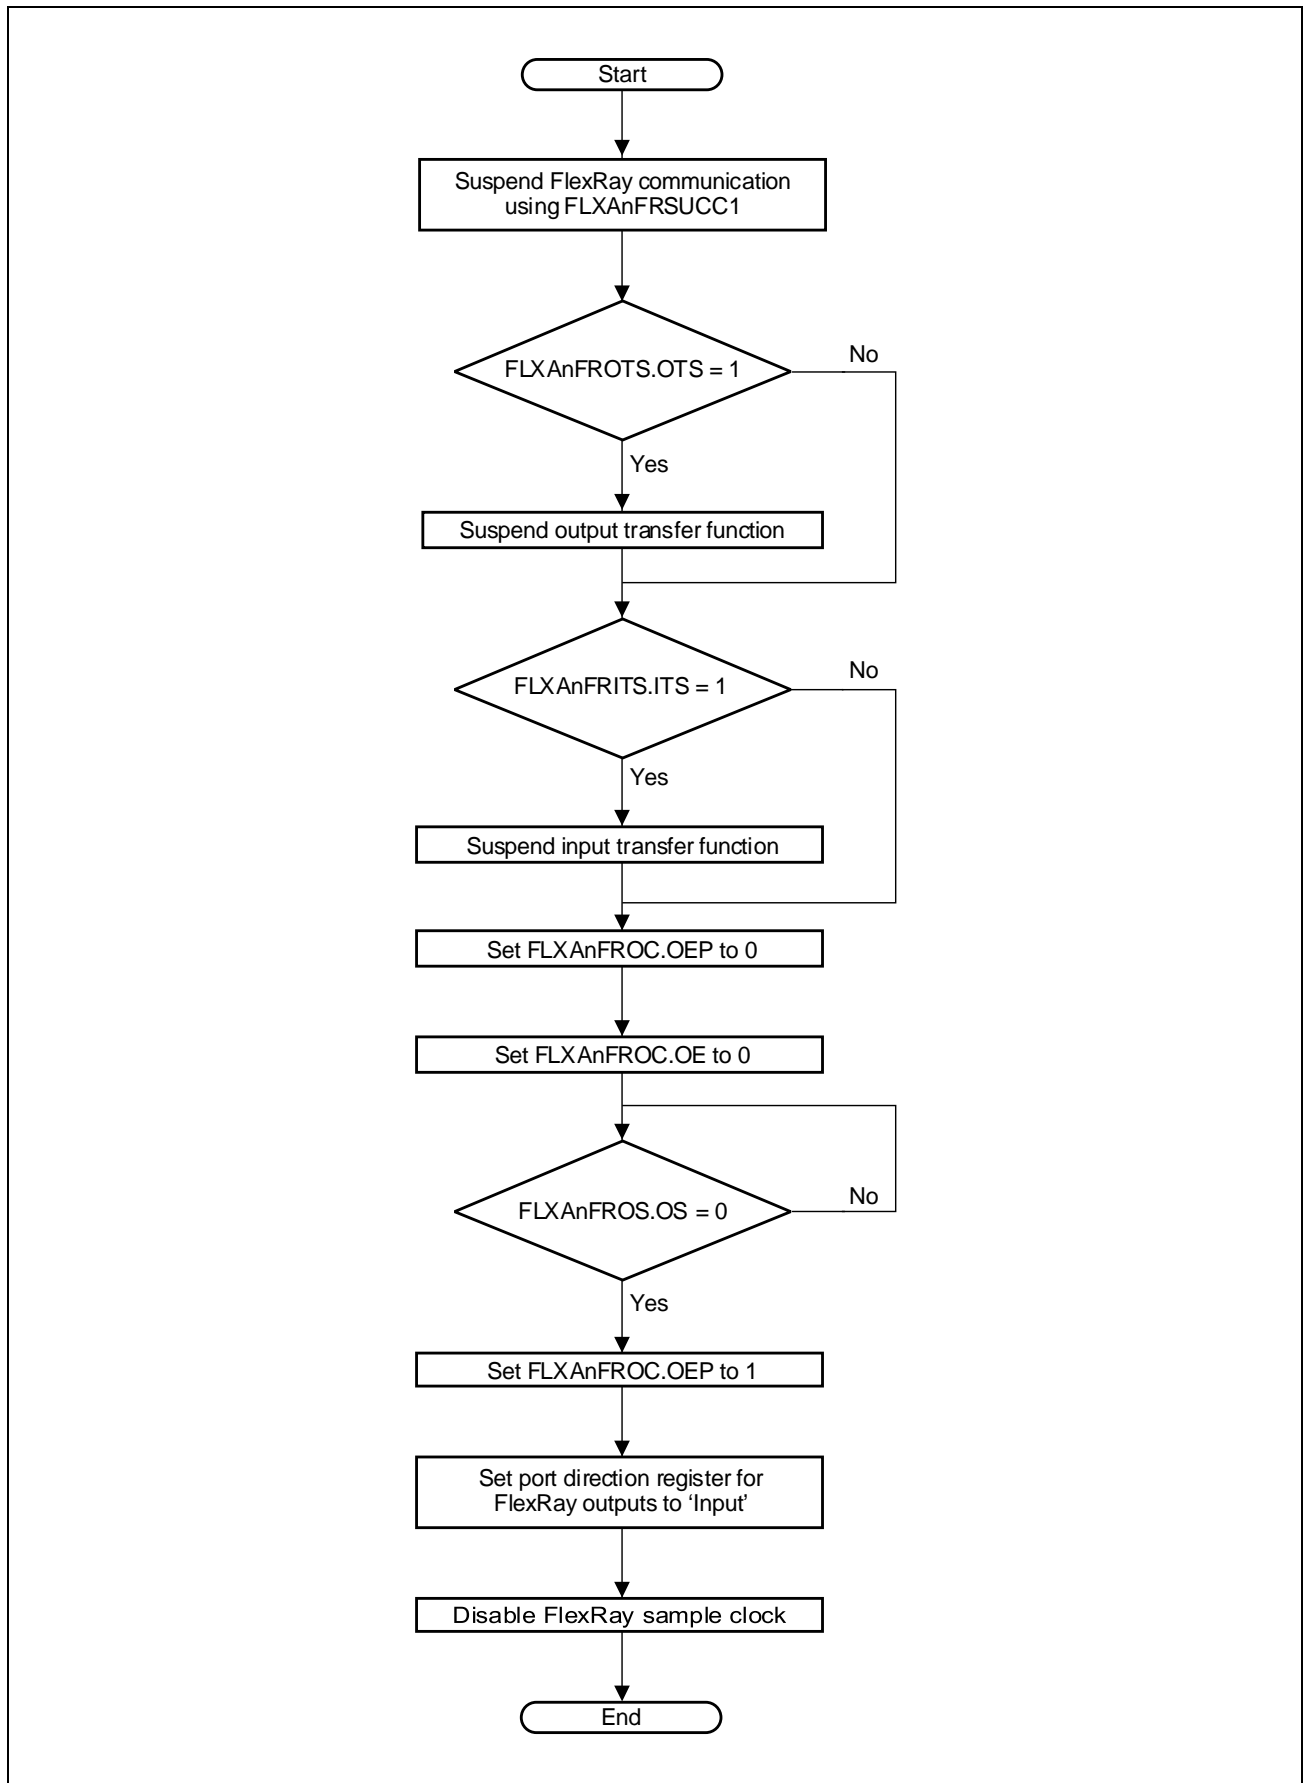 Start
Suspend FlexRay communication
using FLXAnFRSUCC1
FLXAnFROTS.OTS = 1
No
Yes
Suspend output transfer function
FLXAnFRITS.ITS = 1
No
Yes
Suspend input transfer function
Set FLXAnFROC.OEP to 0
Set FLXAnFROC.OE to 0
FLXAnFROS.OS = 0
No
Yes
Set FLXAnFROC.OEP to 1
Set port direction register for
FlexRay outputs to ‘Input’
Disable FlexRay sample clock
End